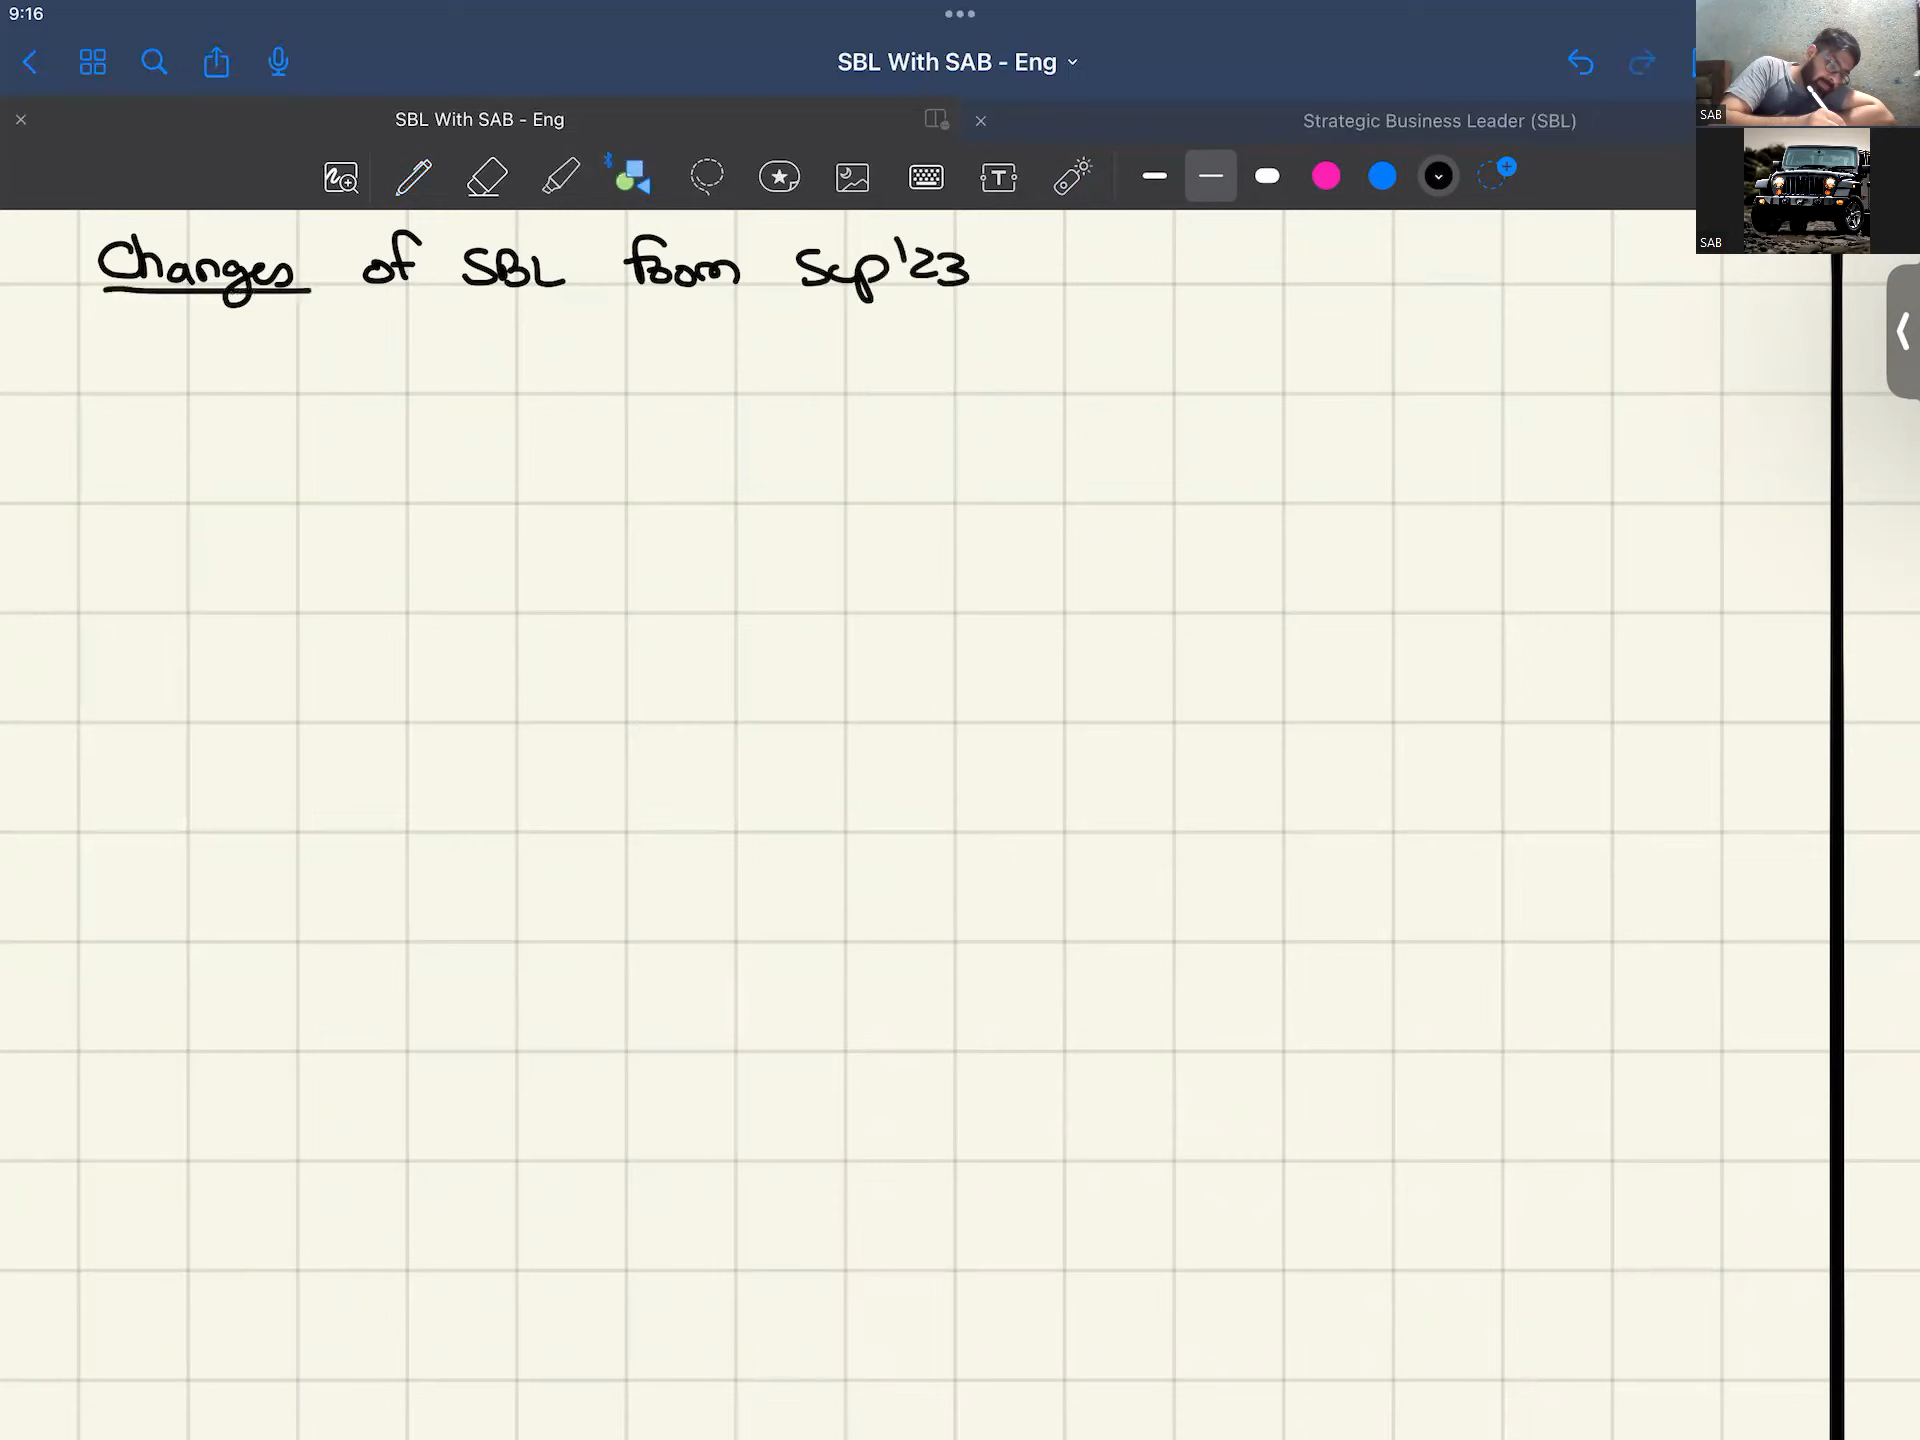 9:16
SBL With SAB - Eng
SBL With SAB - Eng
Strategic Business Leader (SBL)
SAB
SAB
Changes of SBL from Sep'23